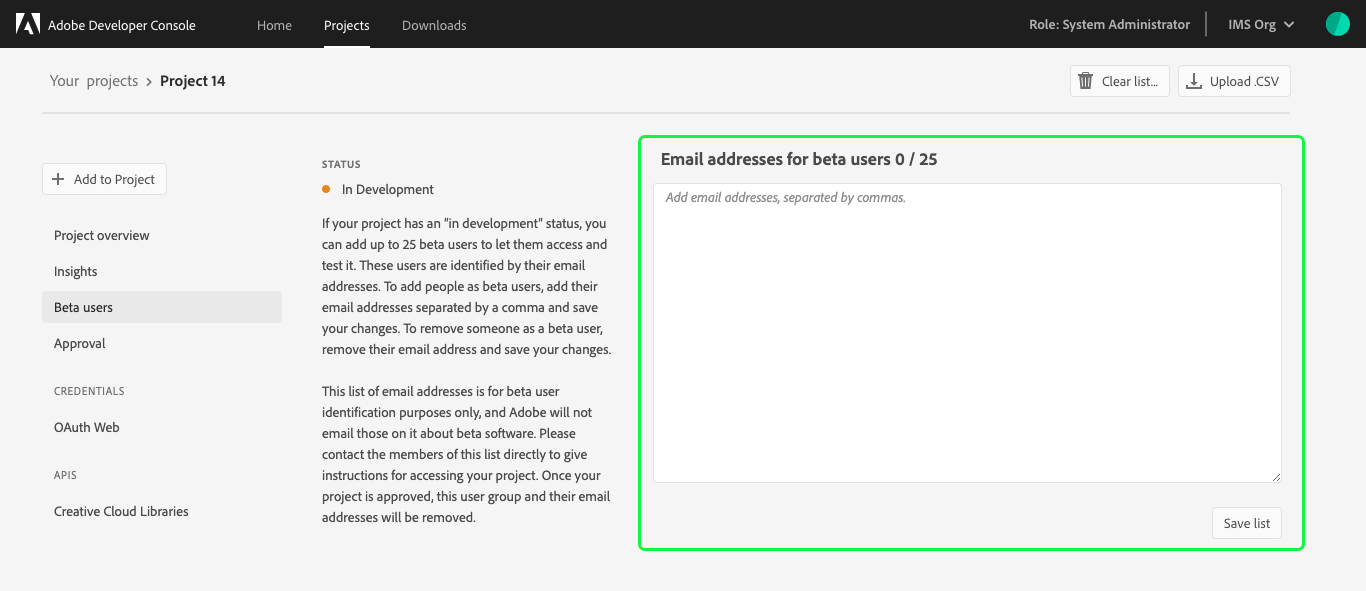 Adobe Developer Console
Home
Projects
Downloads
Role: System Administrator
IMS Org
Your projects > Project 14
Clear list...
Upload .CSV
Add to Project
Project overview
Insights
Beta users
Approval
CREDENTIALS
OAuth Web
APIS
Creative Cloud Libraries
STATUS
In Development
If your project has an “in development” status, you
can add up to 25 beta users to let them access and
test it. These users are identified by their email
addresses. To add people as beta users, add their
email addresses separated by a comma and save
your changes. To remove someone as a beta user,
remove their email address and save your changes.
This list of email addresses is for beta user
identification purposes only, and Adobe will not
email those on it about beta software. Please
contact the members of this list directly to give
instructions for accessing your project. Once your
project is approved, this user group and their email
addresses will be removed.
Email addresses for beta users 0 / 25
Add email addresses, separated by commas.
Save list